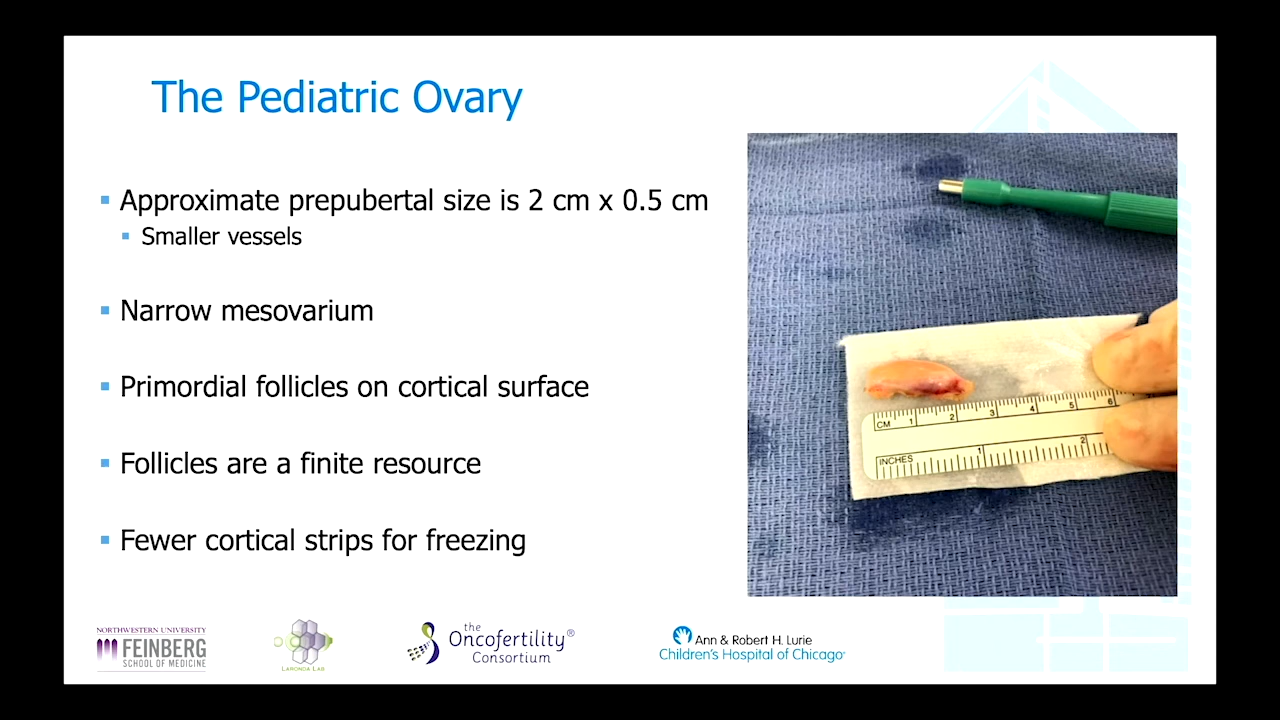 The Pediatric Ovary
Approximate prepubertal size is 2 cm x 0.5 cm
Smaller vessels
Narrow mesovarium
Primordial follicles on cortical surface
Follicles are a finite resource
Fewer cortical strips for freezing
CM 1 2 3 4 5 6
INCHES 1 2
NORTHWESTERN UNIVERSITY
FEINBERG
SCHOOL OF MEDICINE
LARONDA LAB
the
Oncofertility®
Consortium
Ann & Robert H. Lurie
Children's Hospital of Chicago